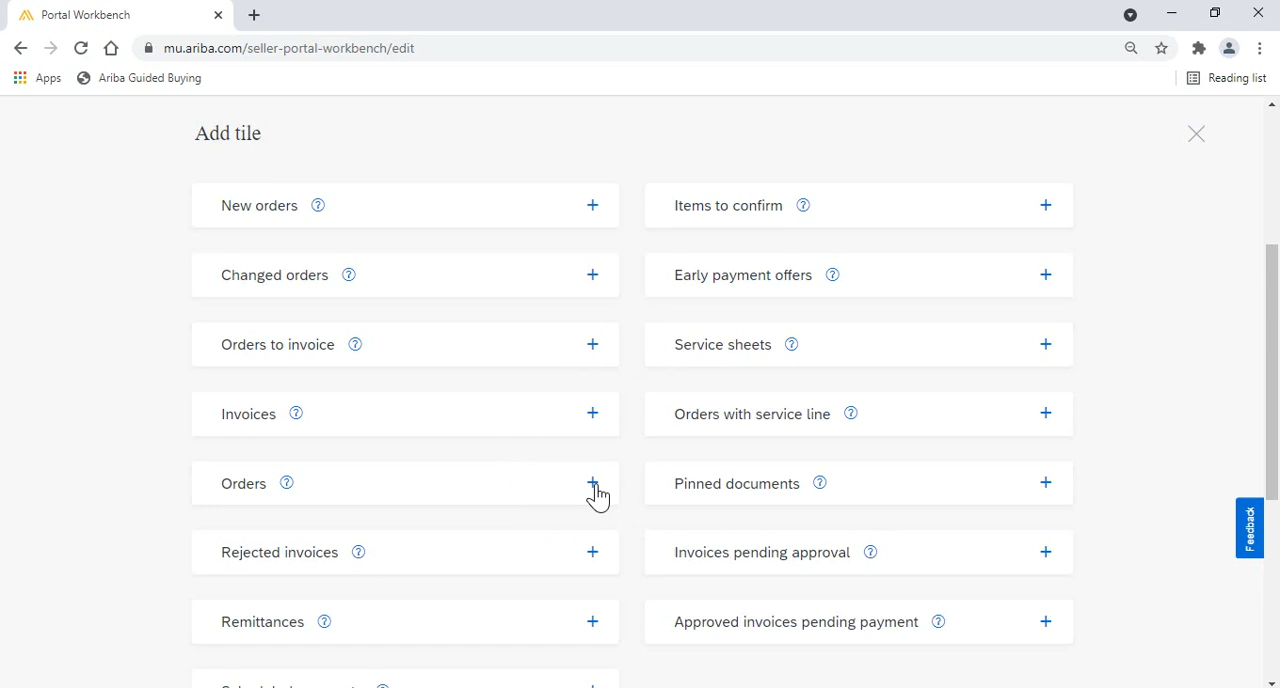 Portal Workbench
mu.ariba.com/seller-portal-workbench/edit
Apps Ariba Guided Buying Reading list
Add tile
New orders ? + Items to confirm ? +
Changed orders ? + Early payment offers ? +
Orders to invoice ? + Service sheets ? +
Invoices ? + Orders with service line ? +
Orders ? + Pinned documents ? +
Rejected invoices ? + Invoices pending approval ? +
Remittances ? + Approved invoices pending payment ? +
Feedback